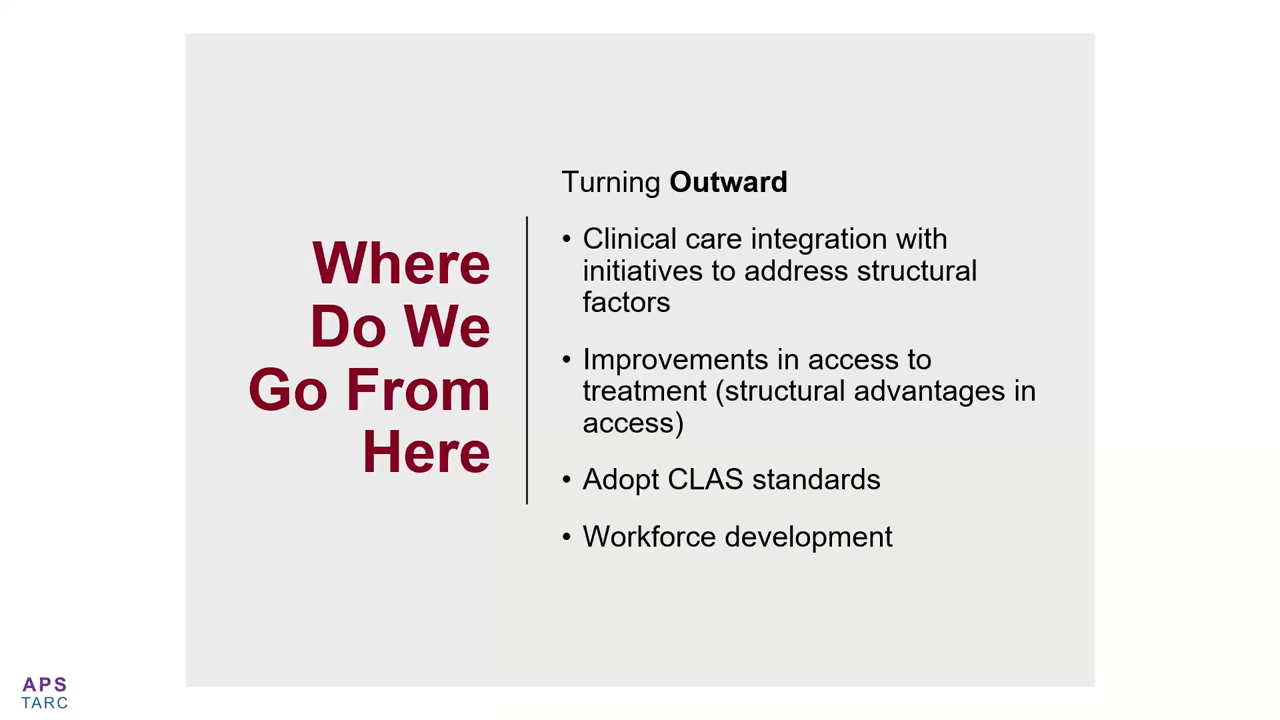 Where
Do We
Go From
Here
Turning Outward
• Clinical care integration with
initiatives to address structural
factors
• Improvements in access to
treatment (structural advantages in
access)
• Adopt CLAS standards
• Workforce development
APS
TARC